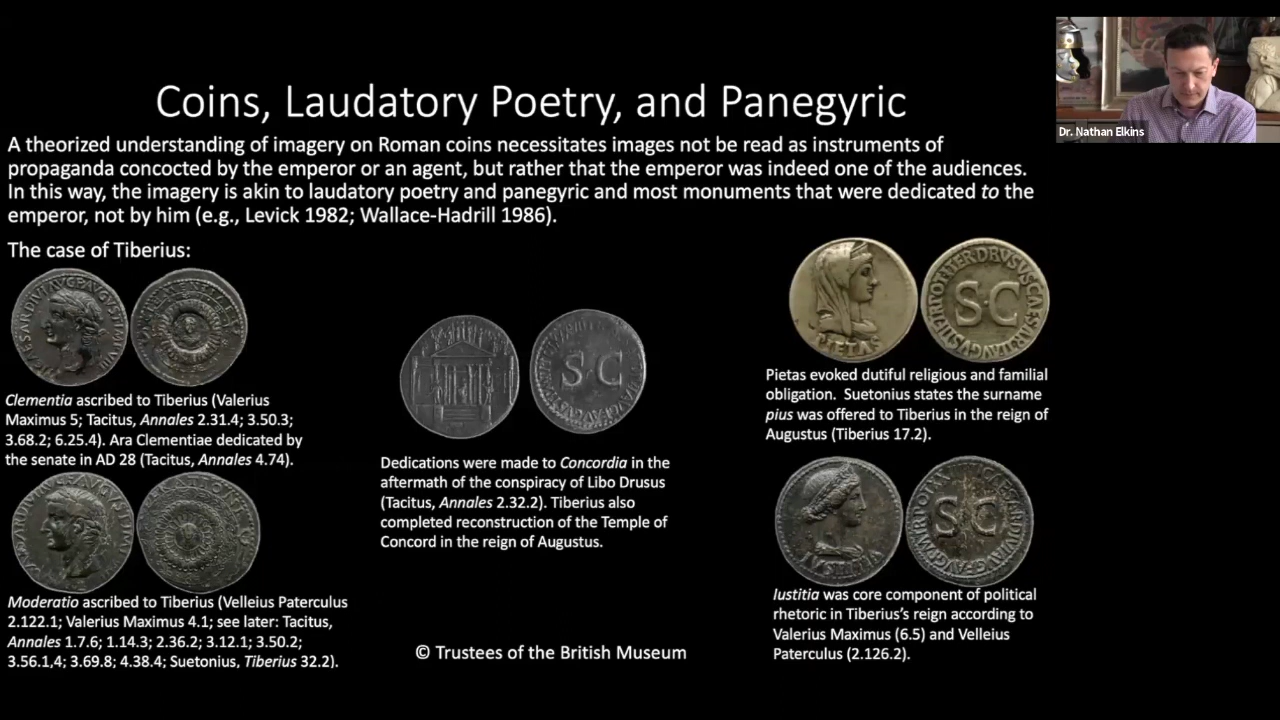 Coins, Laudatory Poetry, and Panegyric
A theorized understanding of imagery on Roman coins necessitates images not be read as instruments of
propaganda concocted by the emperor or an agent, but rather that the emperor was indeed one of the audiences.
In this way, the imagery is akin to laudatory poetry and panegyric and most monuments that were dedicated to the
emperor, not by him (e.g., Levick 1982; Wallace-Hadrill 1986).
The case of Tiberius:
Clementia ascribed to Tiberius (Valerius
Maximus 5; Tacitus, Annales 2.31.4; 3.50.3;
3.68.2; 6.25.4). Ara Clementiae dedicated by
the senate in AD 28 (Tacitus, Annales 4.74).
Moderatio ascribed to Tiberius (Velleius Paterculus
2.122.1; Valerius Maximus 4.1; see later: Tacitus,
Annales 1.7.6; 1.14.3; 2.36.2; 3.12.1; 3.50.2;
3.56.1,4; 3.69.8; 4.38.4; Suetonius, Tiberius 32.2).
SC
Dedications were made to Concordia in the
aftermath of the conspiracy of Libo Drusus
(Tacitus, Annales 2.32.2). Tiberius also
completed reconstruction of the Temple of
Concord in the reign of Augustus.
© Trustees of the British Museum
PIETAS
SC
Pietas evoked dutiful religious and familial
obligation. Suetonius states the surname
pius was offered to Tiberius in the reign of
Augustus (Tiberius 17.2).
SC
Iustitia was core component of political
rhetoric in Tiberius's reign according to
Valerius Maximus (6.5) and Velleius
Paterculus (2.126.2).
Dr. Nathan Elkins